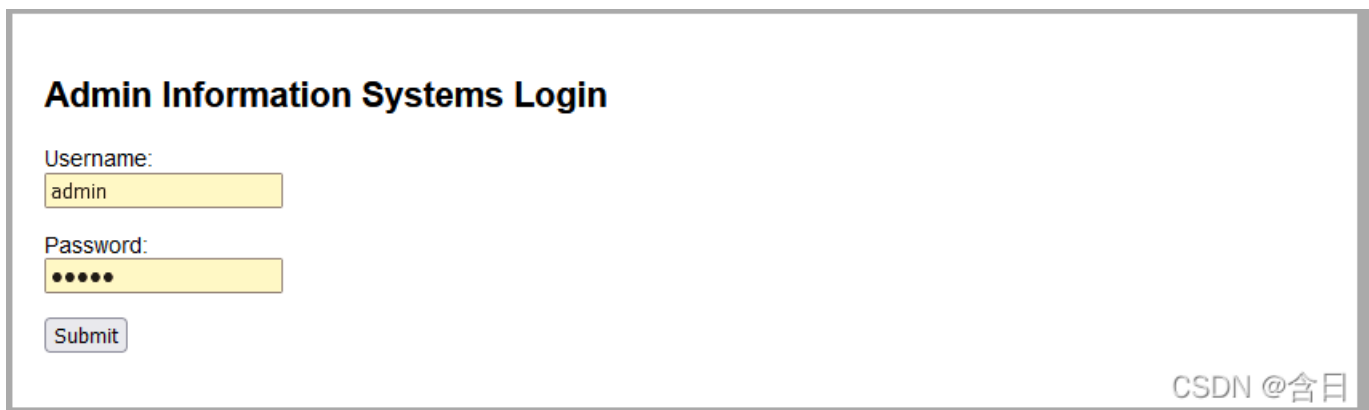 Admin Information Systems Login
Username:
admin
Password:
•••••
Submit
CSDN @含日